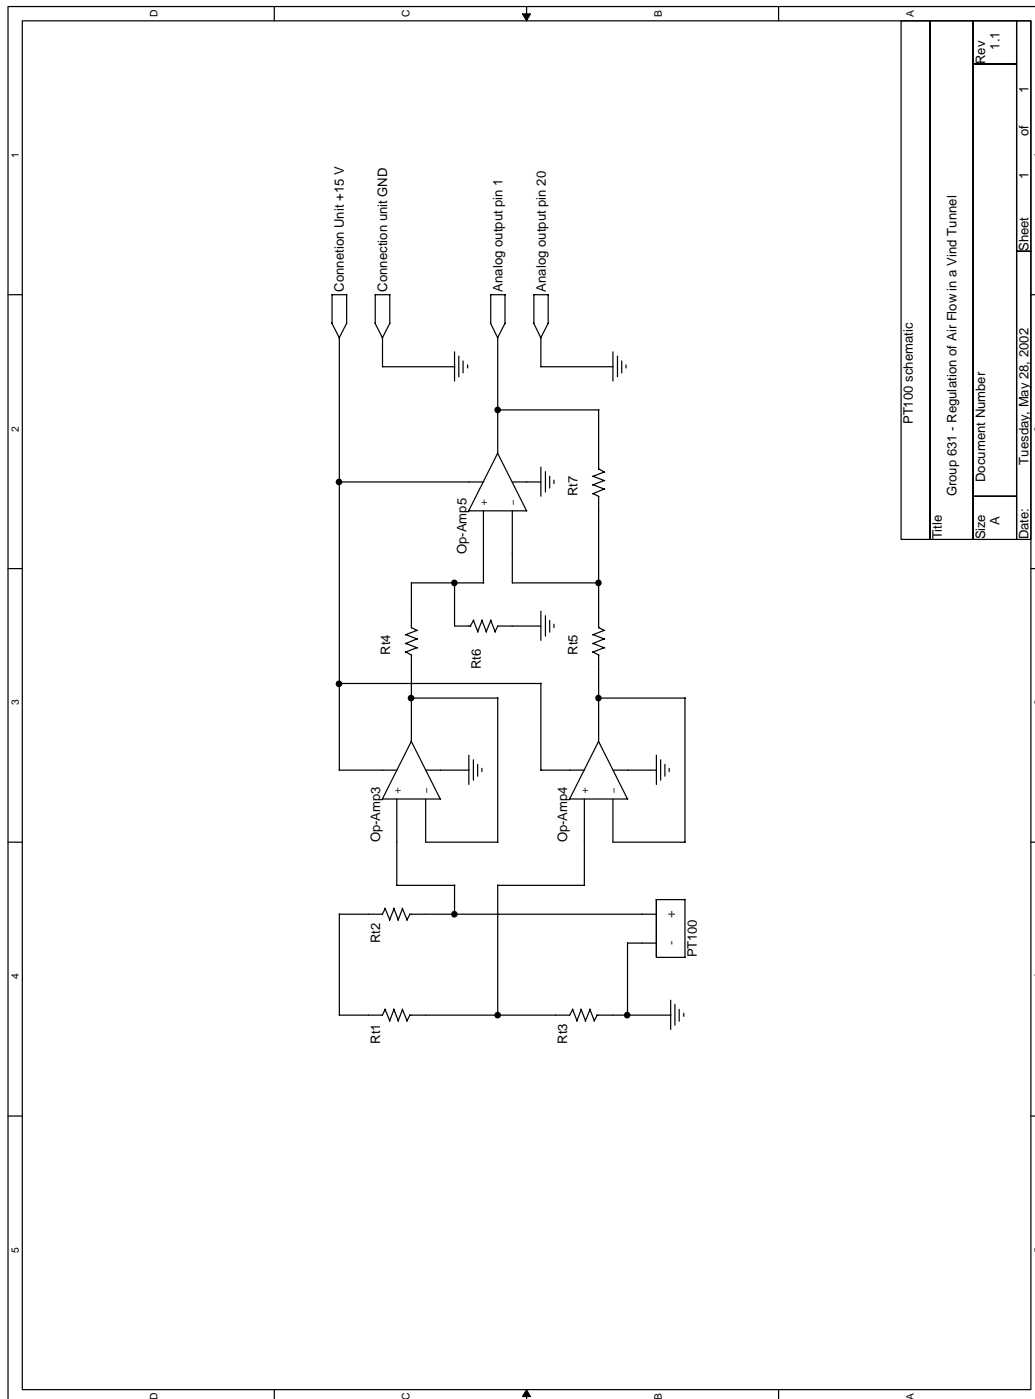 5
4
3
2
1
D
D
C
C
B
B
A
A
Connetion Unit +15 V
Connection unit GND
Analog output pin 1
Analog output pin 20
Op-Amp3
+
-
Rt4
Op-Amp5
+
-
Rt6
Rt2
Rt1
Op-Amp4
+
-
Rt5
Rt7
Rt3
- +
PT100
PT100 schematic
Title
Group 631 - Regulation of Air Flow in a Vind Tunnel
Size Document Number Rev
A 1.1
Date: Tuesday, May 28, 2002 Sheet 1 of 1